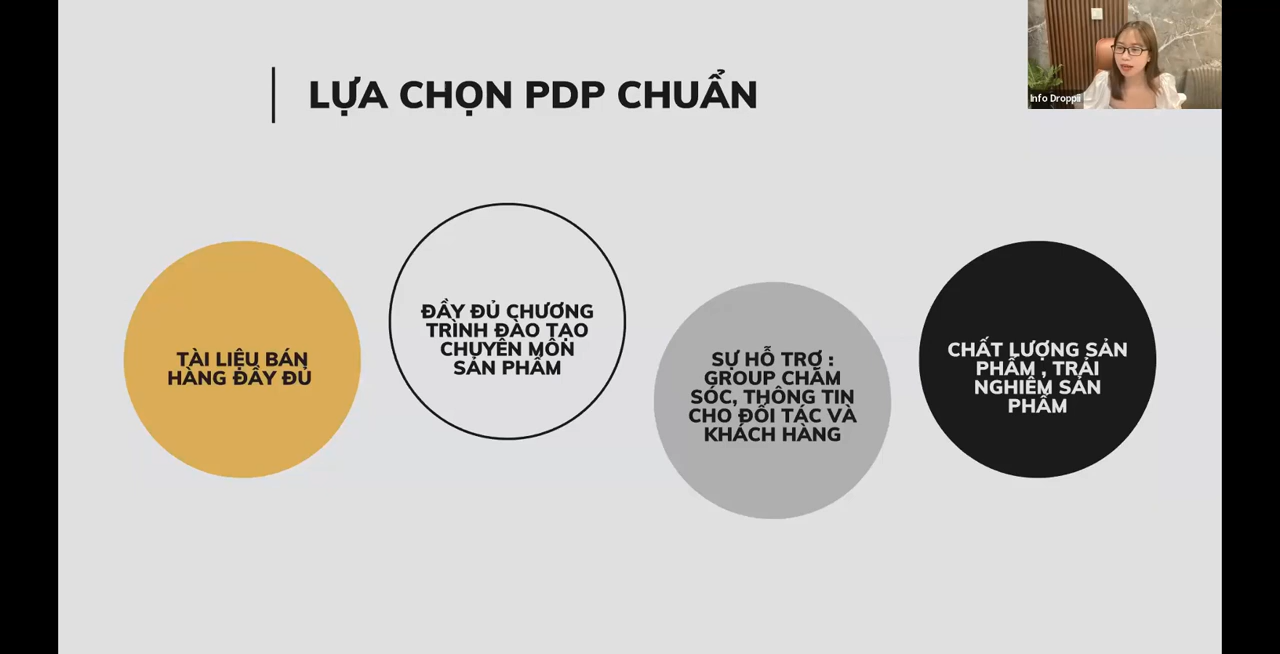 LỰA CHỌN PDP CHUẨN
Info Droppii
TÀI LIỆU BÁN
HÀNG ĐẦY ĐỦ
ĐẦY ĐỦ CHƯƠNG
TRÌNH ĐÀO TẠO
CHUYÊN MÔN
SẢN PHẨM
SỰ HỖ TRỢ :
GROUP CHĂM
SÓC, THÔNG TIN
CHO ĐỐI TÁC VÀ
KHÁCH HÀNG
CHẤT LƯỢNG SẢN
PHẨM , TRẢI
NGHIỆM SẢN
PHẨM